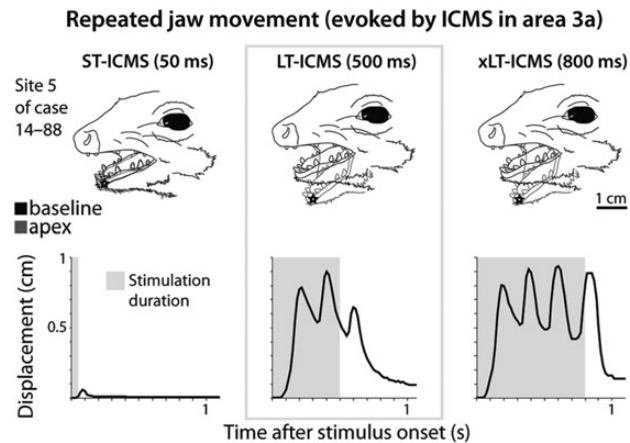 Repeated jaw movement (evoked by ICMS in area 3a)
ST-ICMS (50 ms)
LT-ICMS (500 ms)
xLT-ICMS (800 ms)
Site 5
of case
14–88
1 cm
baseline
apex
Displacement (cm)
1
0.5
Stimulation
duration
1
1
1
Time after stimulus onset (s)